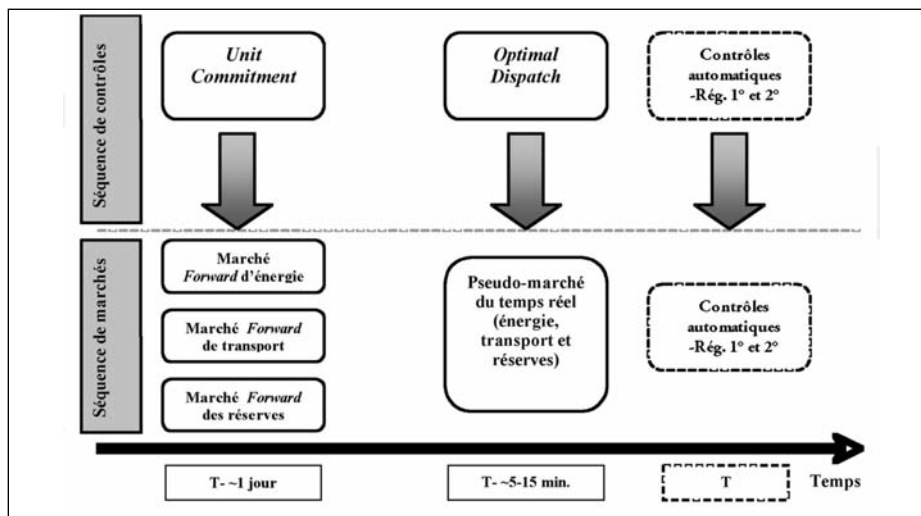 Séquence de contrôles
Unit
Commitment
Optimal
Dispatch
Contrôles
automatiques
-Rég. 1° et 2°
Séquence de marchés
Marché
Forward d'énergie
Marché Forward
de transport
Marché Forward
des réserves
Pseudo-marché
du temps réel
(énergie,
transport et
réserves)
Contrôles
automatiques
-Rég. 1° et 2°
T- ~1 jour
T- ~5-15 min.
T
Temps